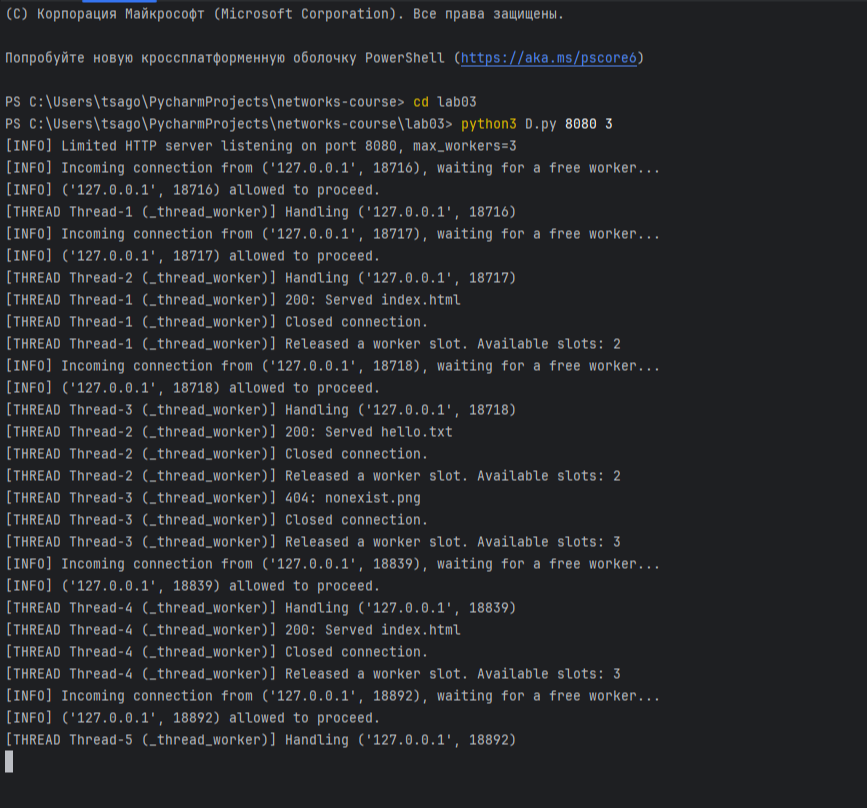 (C) Корпорация Майкрософт (Microsoft Corporation). Все права защищены.
Попробуйте новую кроссплатформенную оболочку PowerShell (https://aka.ms/pscore6)
PS C:\Users\tsago\PycharmProjects\networks-course> cd lab03
PS C:\Users\tsago\PycharmProjects\networks-course\lab03> python3 D.py 8080 3
[INFO] Limited HTTP server listening on port 8080, max_workers=3
[INFO] Incoming connection from ('127.0.0.1', 18716), waiting for a free worker...
[INFO] ('127.0.0.1', 18716) allowed to proceed.
[THREAD Thread-1 (_thread_worker)] Handling ('127.0.0.1', 18716)
[INFO] Incoming connection from ('127.0.0.1', 18717), waiting for a free worker...
[INFO] ('127.0.0.1', 18717) allowed to proceed.
[THREAD Thread-2 (_thread_worker)] Handling ('127.0.0.1', 18717)
[THREAD Thread-1 (_thread_worker)] 200: Served index.html
[THREAD Thread-1 (_thread_worker)] Closed connection.
[THREAD Thread-1 (_thread_worker)] Released a worker slot. Available slots: 2
[INFO] Incoming connection from ('127.0.0.1', 18718), waiting for a free worker...
[INFO] ('127.0.0.1', 18718) allowed to proceed.
[THREAD Thread-3 (_thread_worker)] Handling ('127.0.0.1', 18718)
[THREAD Thread-2 (_thread_worker)] 200: Served hello.txt
[THREAD Thread-2 (_thread_worker)] Closed connection.
[THREAD Thread-2 (_thread_worker)] Released a worker slot. Available slots: 2
[THREAD Thread-3 (_thread_worker)] 404: nonexist.png
[THREAD Thread-3 (_thread_worker)] Closed connection.
[THREAD Thread-3 (_thread_worker)] Released a worker slot. Available slots: 3
[INFO] Incoming connection from ('127.0.0.1', 18839), waiting for a free worker...
[INFO] ('127.0.0.1', 18839) allowed to proceed.
[THREAD Thread-4 (_thread_worker)] Handling ('127.0.0.1', 18839)
[THREAD Thread-4 (_thread_worker)] 200: Served index.html
[THREAD Thread-4 (_thread_worker)] Closed connection.
[THREAD Thread-4 (_thread_worker)] Released a worker slot. Available slots: 3
[INFO] Incoming connection from ('127.0.0.1', 18892), waiting for a free worker...
[INFO] ('127.0.0.1', 18892) allowed to proceed.
[THREAD Thread-5 (_thread_worker)] Handling ('127.0.0.1', 18892)